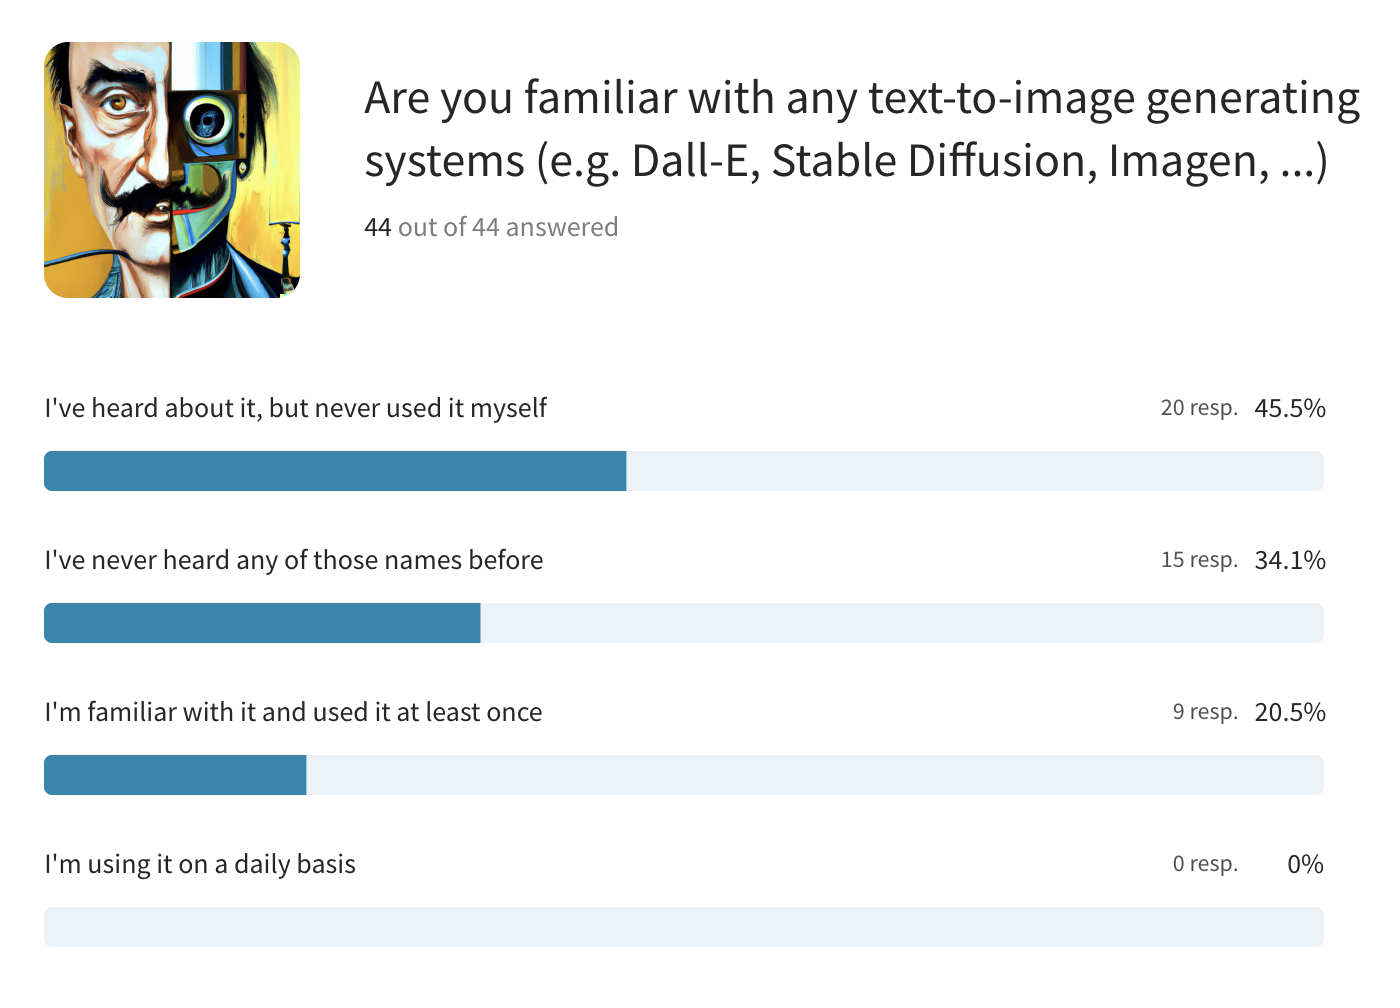 Are you familiar with any text-to-image generating
systems (e.g. Dall-E, Stable Diffusion, Imagen, ...)
44 out of 44 answered
I've heard about it, but never used it myself 20 resp. 45.5%
I've never heard any of those names before 15 resp. 34.1%
I'm familiar with it and used it at least once 9 resp. 20.5%
I'm using it on a daily basis 0 resp. 0%